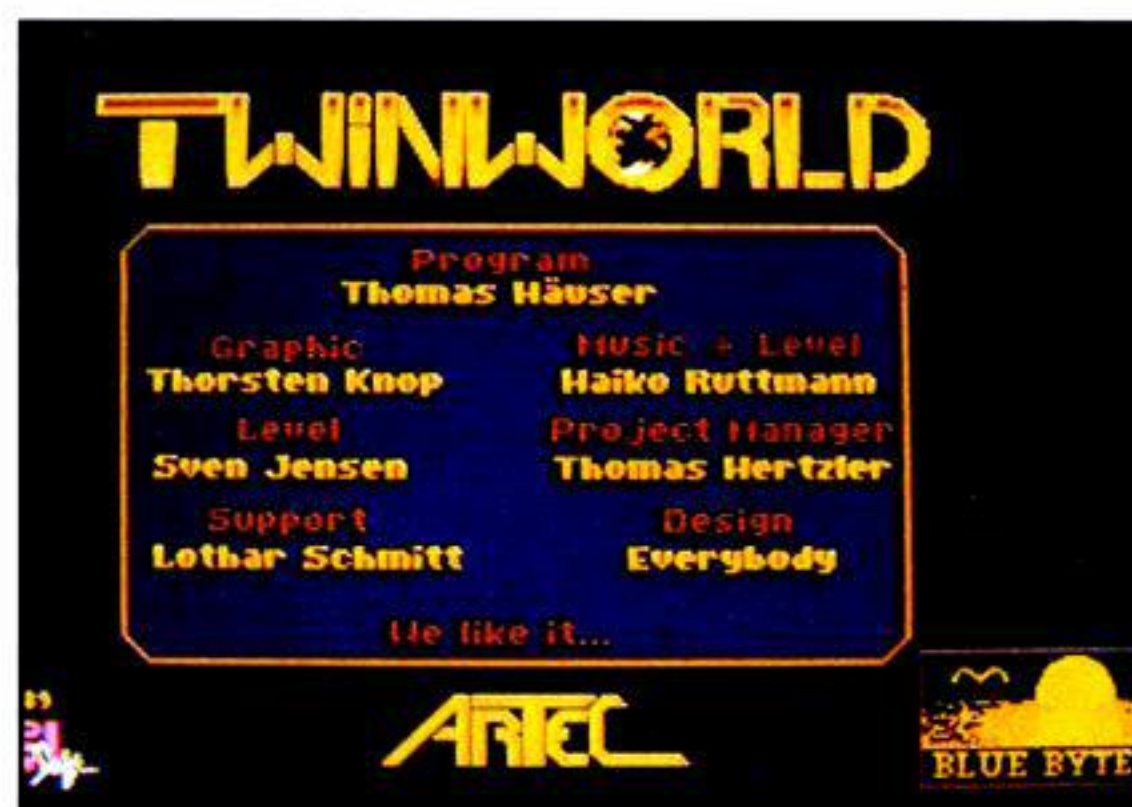 TWiNWORLD
Program
Thomas Häuser
Graphic Music + Level
Thorsten Knop Haiko Ruttmann
Level Project Manager
Sven Jensen Thomas Hertzler
Support Design
Lothar Schmitt Everybody
We like it...
ARTEC
BLUE BYTE